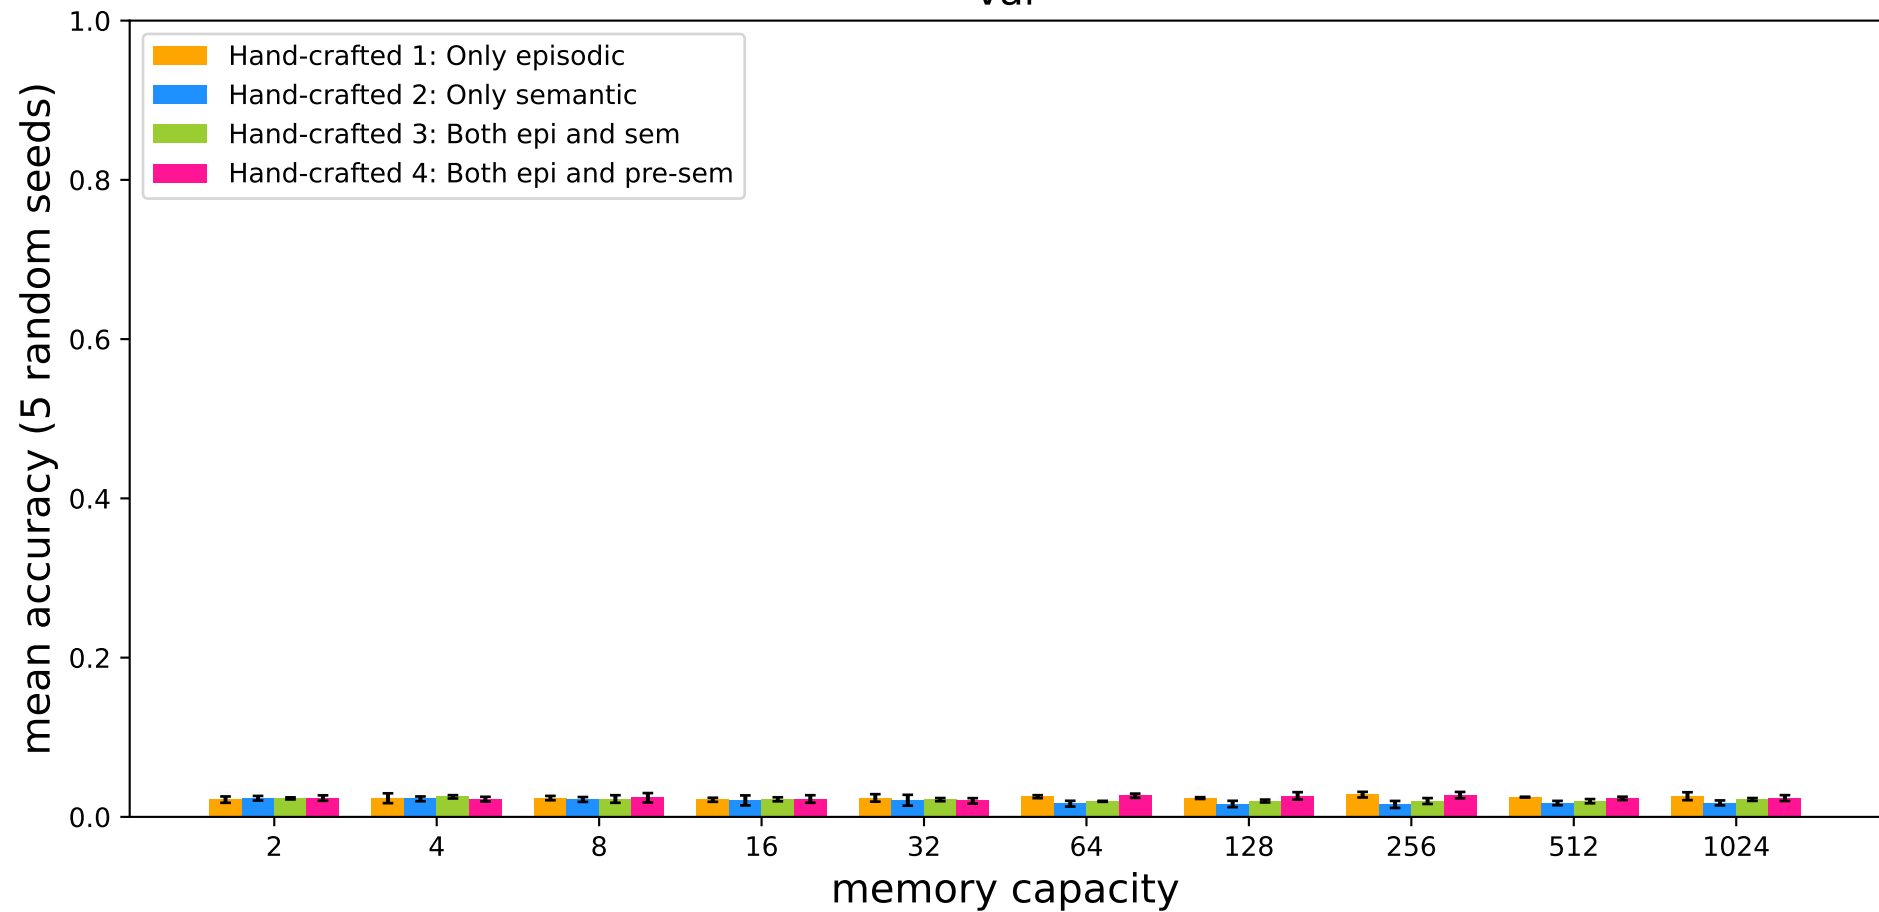 1.0
0.8
0.6
0.4
0.2
0.0
mean accuracy (5 random seeds)
Hand-crafted 1: Only episodic
Hand-crafted 2: Only semantic
Hand-crafted 3: Both epi and sem
Hand-crafted 4: Both epi and pre-sem
2 4 8 16 32 64 128 256 512 1024
memory capacity